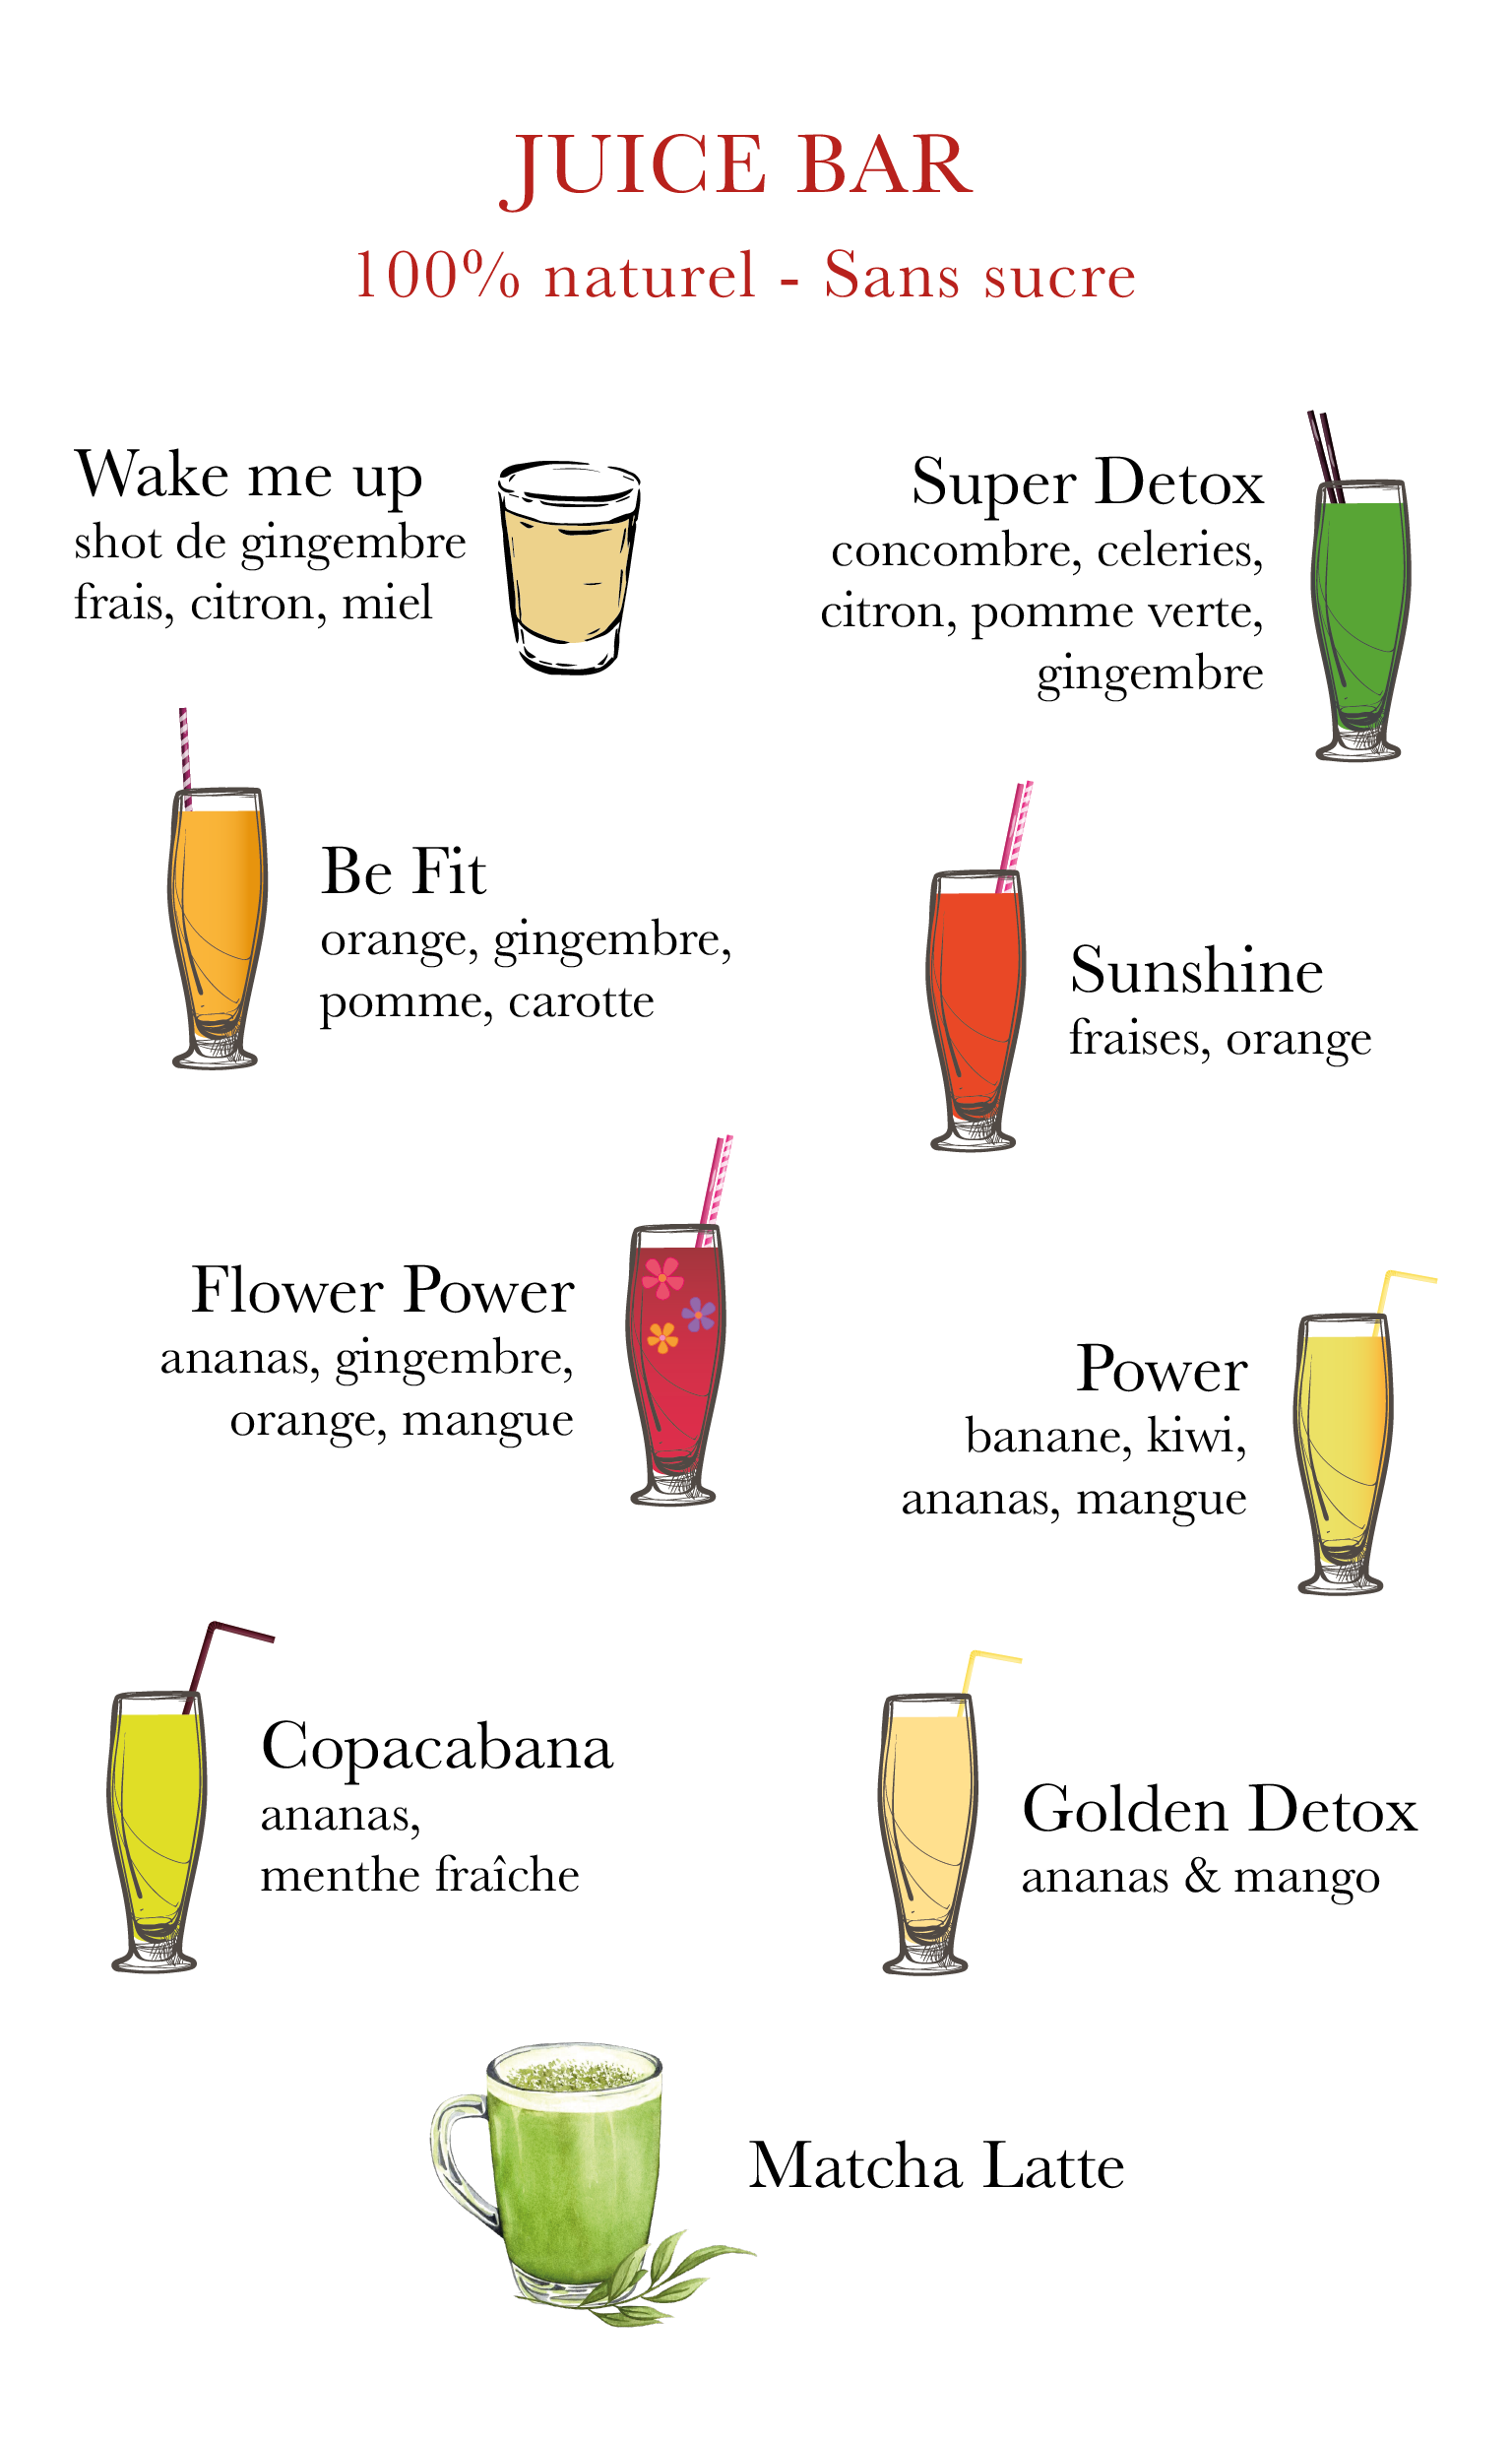 JUICE BAR
100% naturel - Sans sucre
Wake me up
shot de gingembre
frais, citron, miel
Super Detox
concombre, celeries,
citron, pomme verte,
gingembre
Be Fit
orange, gingembre,
pomme, carotte
Sunshine
fraises, orange
Flower Power
ananas, gingembre,
orange, mangue
Power
banane, kiwi,
ananas, mangue
Copacabana
ananas,
menthe fraîche
Golden Detox
ananas & mango
Matcha Latte